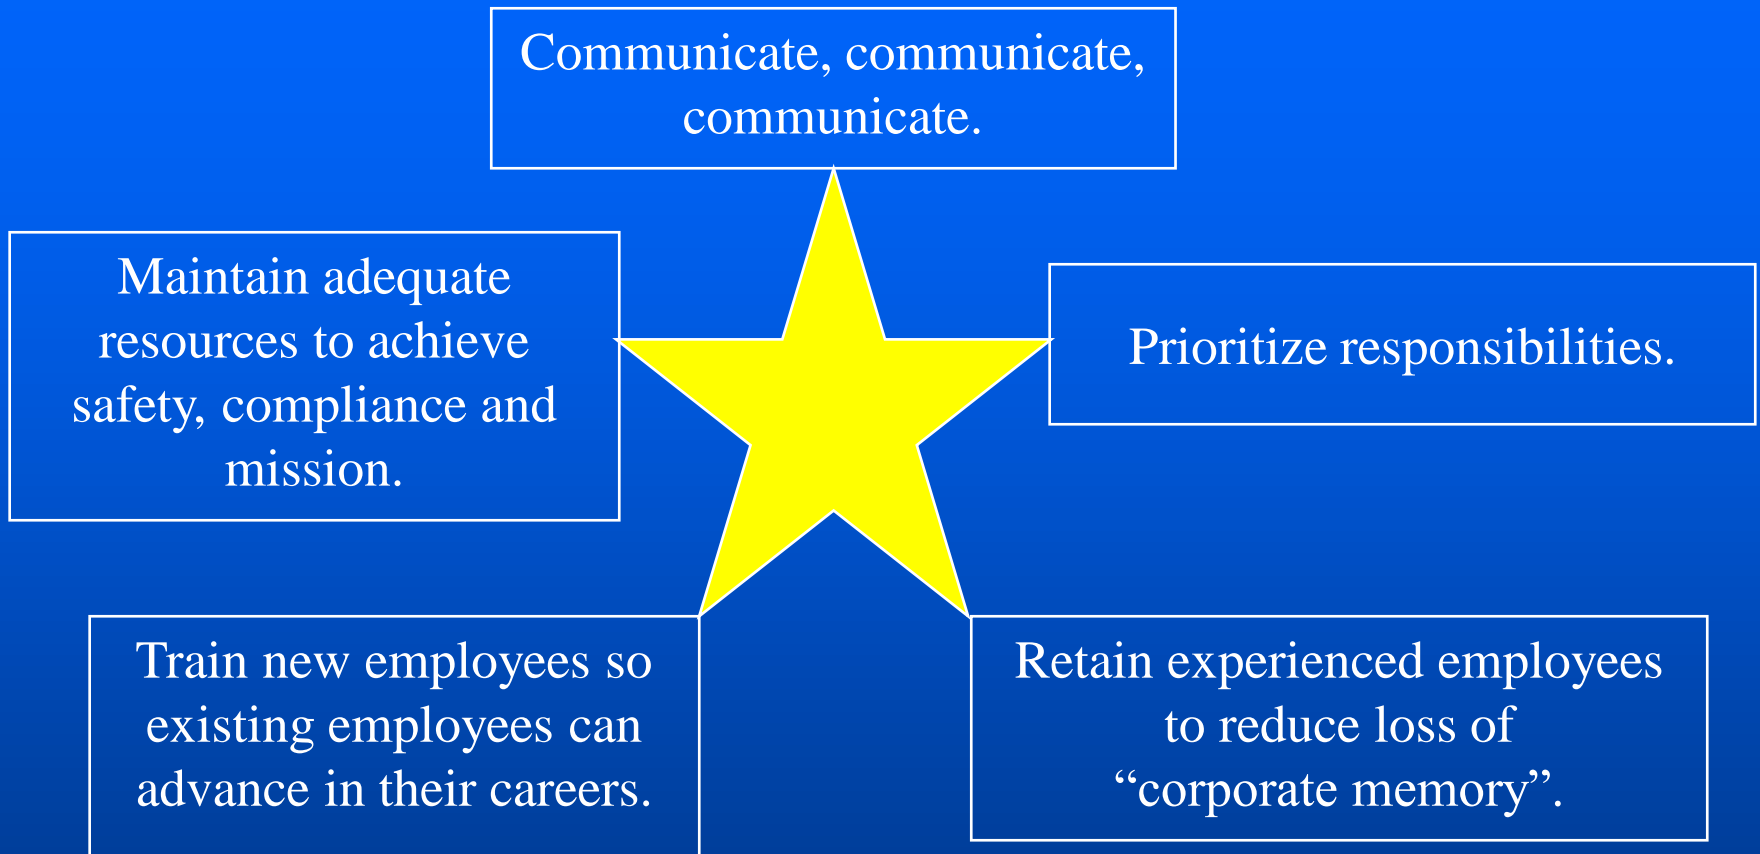 Communicate, communicate,
communicate.
Maintain adequate
resources to achieve
safety, compliance and
mission.
Prioritize responsibilities.
Train new employees so
existing employees can
advance in their careers.
Retain experienced employees
to reduce loss of
“corporate memory”.